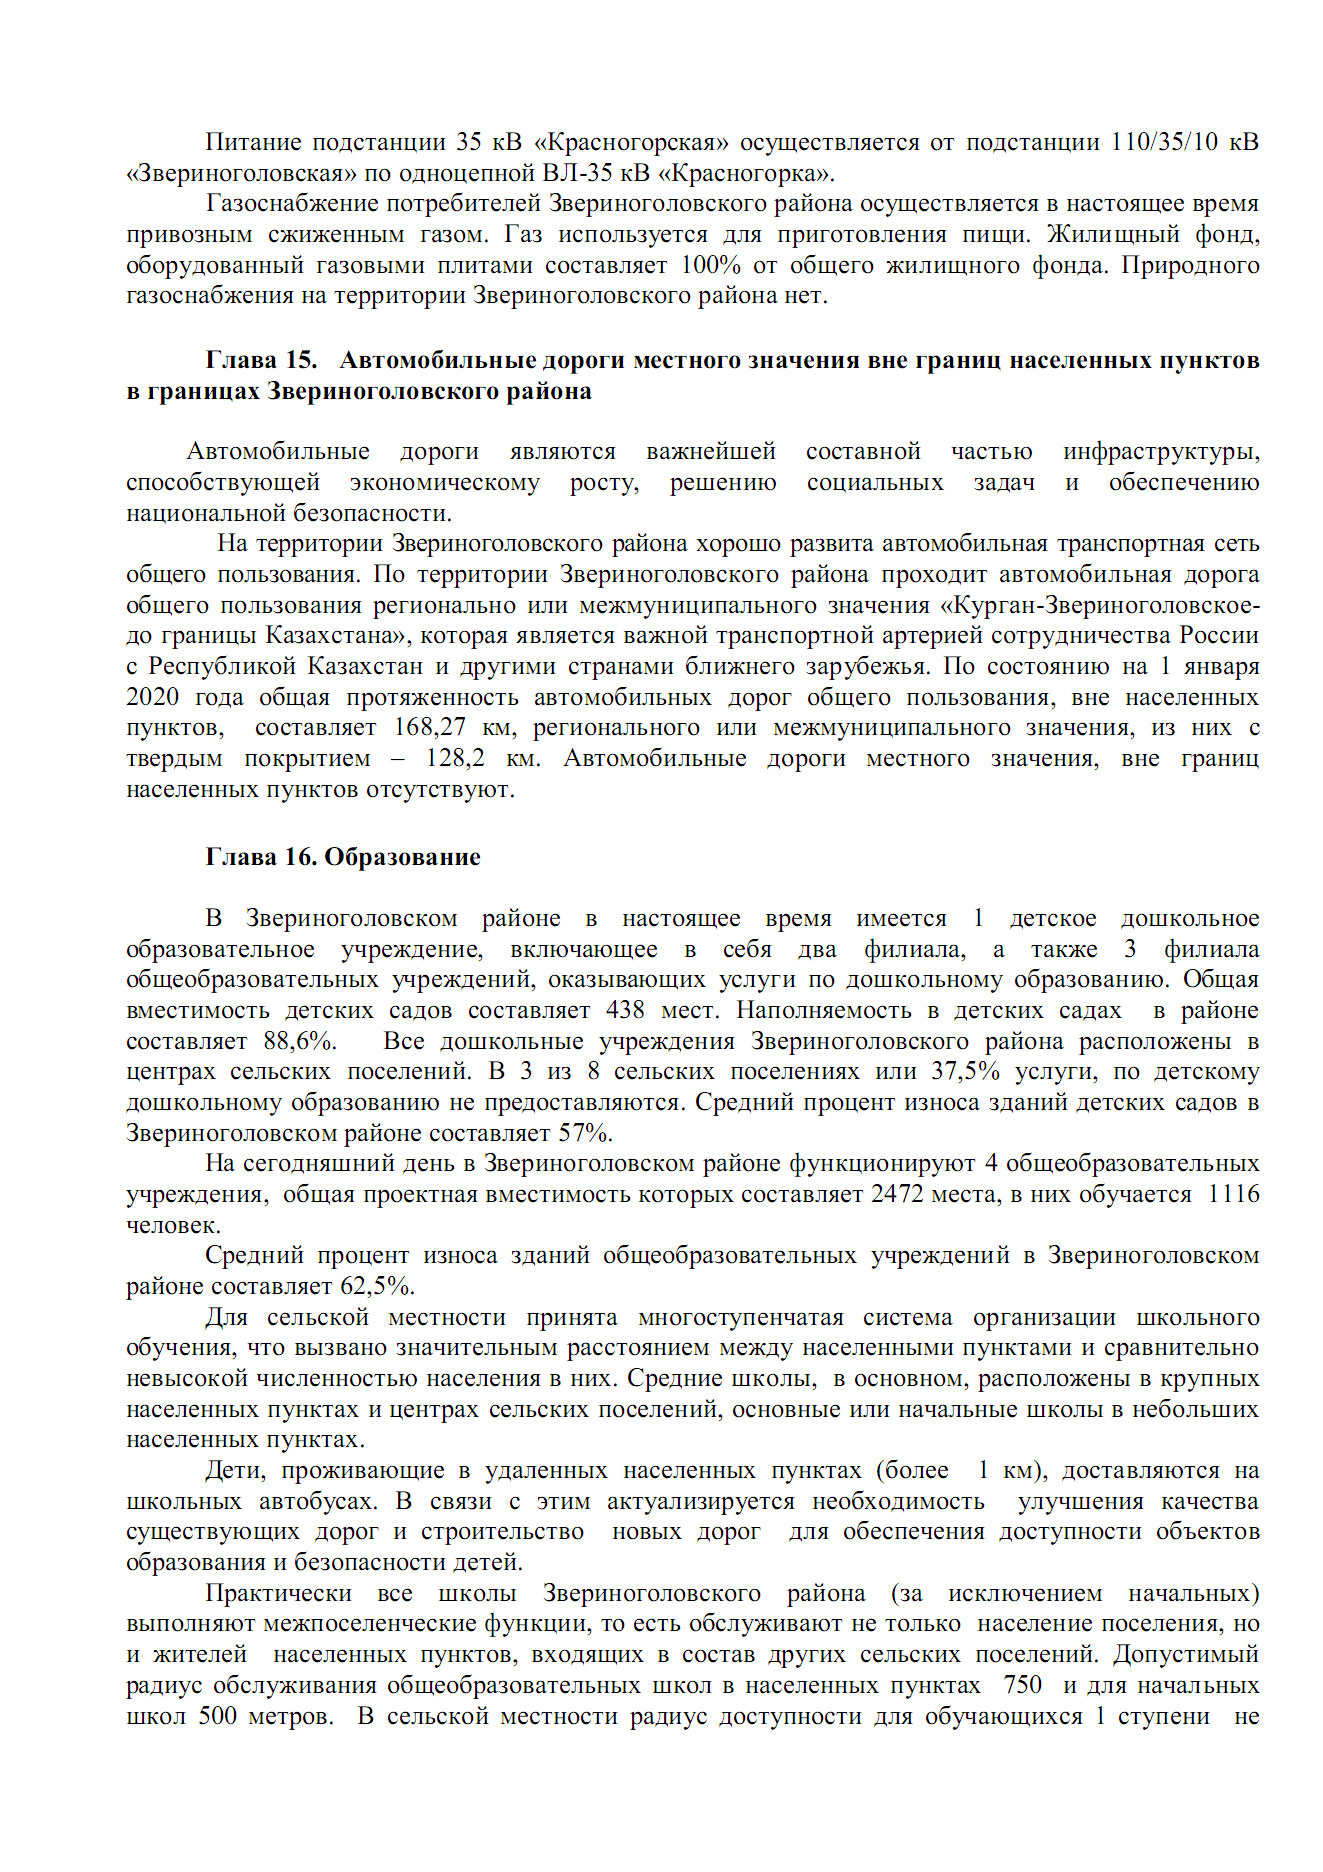 Питание подстанции 35 кВ «Красногорская» осуществляется от подстанции 110/35/10 кВ
«Звериноголовская» по одноцепной ВЛ-35 кВ «Красногорка».
Газоснабжение потребителей Звериноголовского района осуществляется в настоящее время
привозным сжиженным газом. Газ используется для приготовления пищи. Жилищный фонд,
оборудованный газовыми плитами составляет 100% от общего жилищного фонда. Природного
газоснабжения на территории Звериноголовского района нет.
Глава 15. Автомобильные дороги местного значения вне границ населенных пунктов
в границах Звериноголовского района
Автомобильные дороги являются важнейшей составной частью инфраструктуры,
способствующей экономическому росту, решению социальных задач и обеспечению
национальной безопасности.
На территории Звериноголовского района хорошо развита автомобильная транспортная сеть
общего пользования. По территории Звериноголовского района проходит автомобильная дорога
общего пользования регионально или межмуниципального значения «Курган-Звериноголовское-
до границы Казахстана», которая является важной транспортной артерией сотрудничества России
с Республикой Казахстан и другими странами ближнего зарубежья. По состоянию на 1 января
2020 года общая протяженность автомобильных дорог общего пользования, вне населенных
пунктов, составляет 168,27 км, регионального или межмуниципального значения, из них с
твердым покрытием – 128,2 км. Автомобильные дороги местного значения, вне границ
населенных пунктов отсутствуют.
Глава 16. Образование
В Звериноголовском районе в настоящее время имеется 1 детское дошкольное
образовательное учреждение, включающее в себя два филиала, а также 3 филиала
общеобразовательных учреждений, оказывающих услуги по дошкольному образованию. Общая
вместимость детских садов составляет 438 мест. Наполняемость в детских садах в районе
составляет 88,6%. Все дошкольные учреждения Звериноголовского района расположены в
центрах сельских поселений. В 3 из 8 сельских поселениях или 37,5% услуги, по детскому
дошкольному образованию не предоставляются. Средний процент износа зданий детских садов в
Звериноголовском районе составляет 57%.
На сегодняшний день в Звериноголовском районе функционируют 4 общеобразовательных
учреждения, общая проектная вместимость которых составляет 2472 места, в них обучается 1116
человек.
Средний процент износа зданий общеобразовательных учреждений в Звериноголовском
районе составляет 62,5%.
Для сельской местности принята многоступенчатая система организации школьного
обучения, что вызвано значительным расстоянием между населенными пунктами и сравнительно
невысокой численностью населения в них. Средние школы, в основном, расположены в крупных
населенных пунктах и центрах сельских поселений, основные или начальные школы в небольших
населенных пунктах.
Дети, проживающие в удаленных населенных пунктах (более 1 км), доставляются на
школьных автобусах. В связи с этим актуализируется необходимость улучшения качества
существующих дорог и строительство новых дорог для обеспечения доступности объектов
образования и безопасности детей.
Практически все школы Звериноголовского района (за исключением начальных)
выполняют межпоселенческие функции, то есть обслуживают не только население поселения, но
и жителей населенных пунктов, входящих в состав других сельских поселений. Допустимый
радиус обслуживания общеобразовательных школ в населенных пунктах 750 и для начальных
школ 500 метров. В сельской местности радиус доступности для обучающихся 1 ступени не